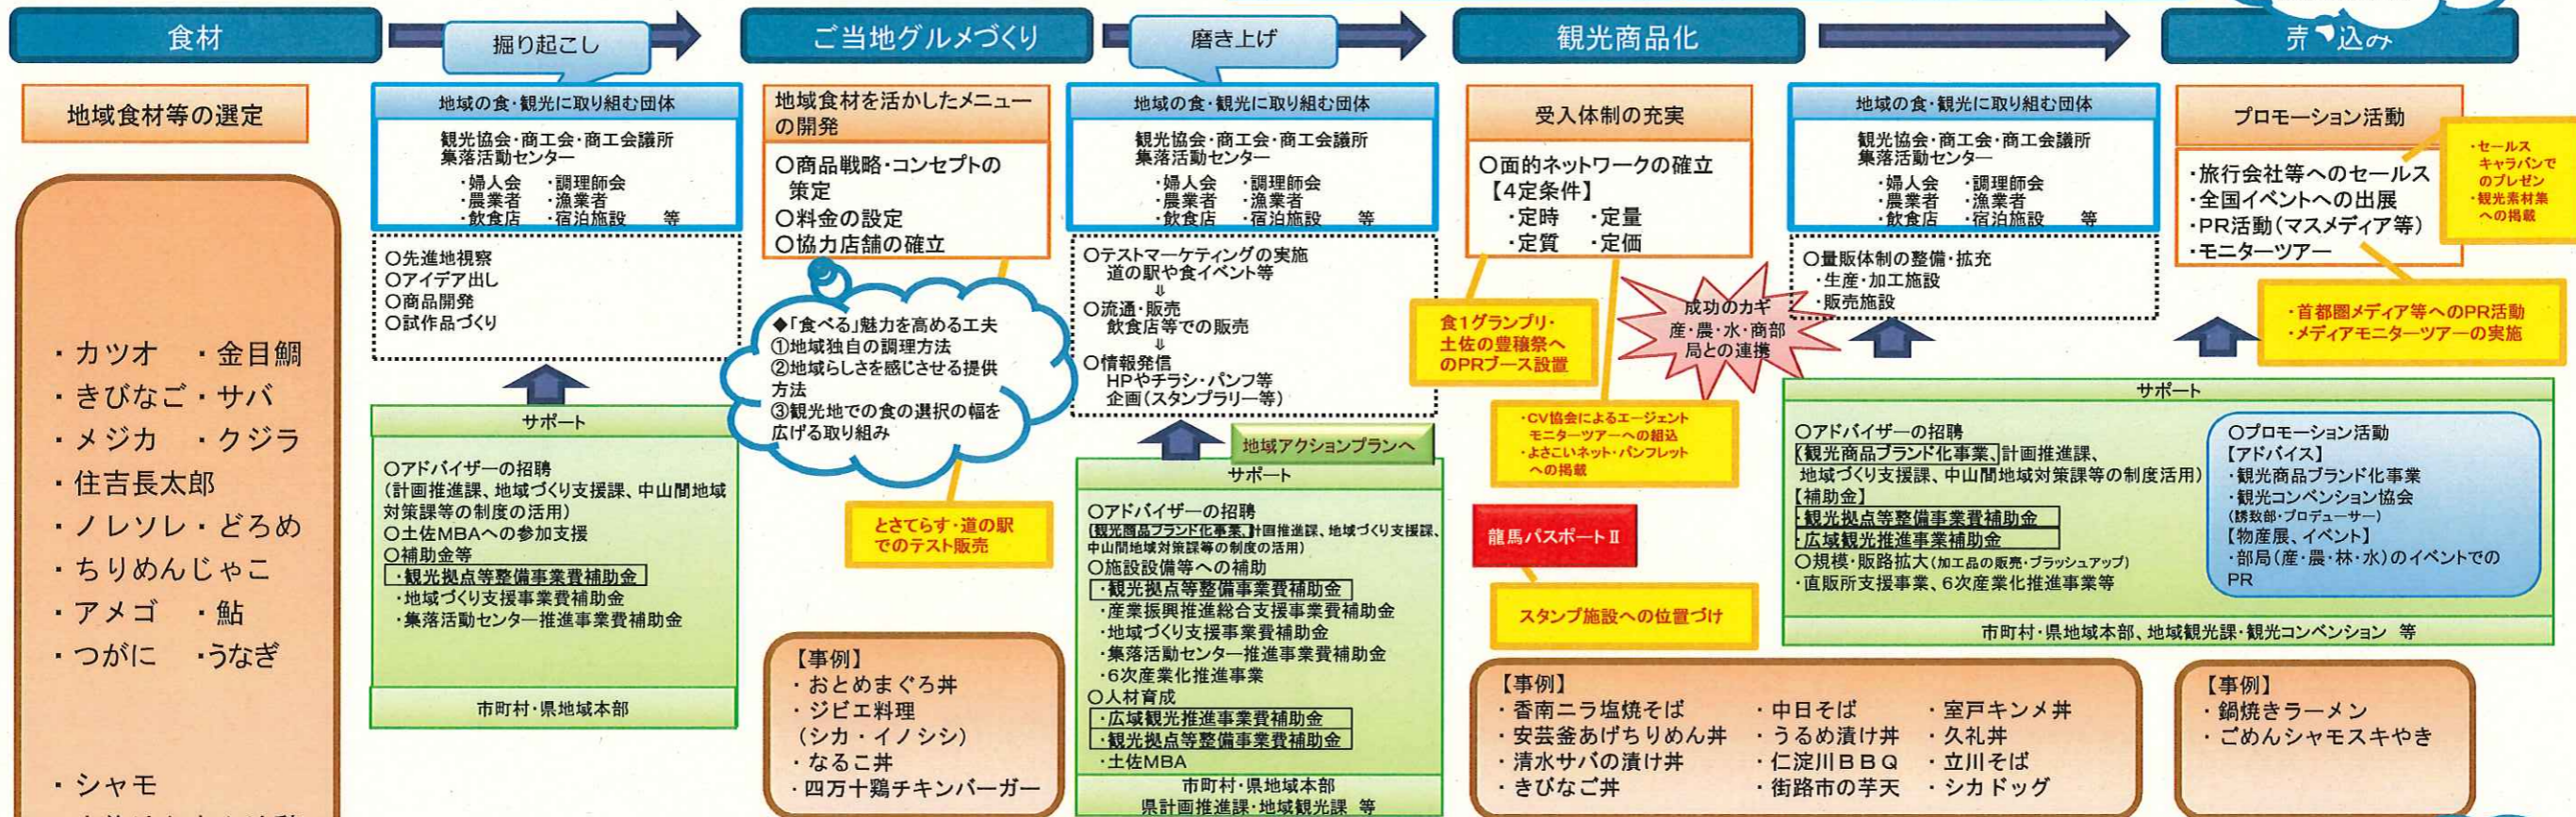 食材
掘り起こし
ご当地グルメづくり
磨き上げ
観光商品化
売り込み
地域食材等の選定
・カツオ ・金目鯛
・きびなご・サバ
・メジカ ・クジラ
・住吉長太郎
・ノレソレ・どろめ
・ちりめんじゃこ
・アメゴ ・鮎
・つがに ・うなぎ
・シャモ
地域の食・観光に取り組む団体
観光協会・商工会・商工会議所
集落活動センター
・婦人会 ・調理師会
・農業者 ・漁業者
・飲食店 ・宿泊施設 等
〇先進地視察
〇アイデア出し
〇商品開発
〇試作品づくり
サポート
〇アドバイザーの招聘
(計画推進課、地域づくり支援課、中山間地域
対策課等の制度の活用)
〇土佐MBAへの参加支援
〇補助金等
・観光拠点等整備事業費補助金
・地域づくり支援事業費補助金
・集落活動センター推進事業費補助金
市町村・県地域本部
地域食材を活かしたメニュー
の開発
〇商品戦略・コンセプトの
策定
〇料金の設定
〇協力店舗の確立
◆「食べる」魅力を高める工夫
①地域独自の調理方法
②地域らしさを感じさせる提供
方法
③観光地での食の選択の幅を
広げる取り組み
とさてらす・道の駅
でのテスト販売
【事例】
・おとめまぐろ丼
・ジビエ料理
(シカ・イノシシ)
・なるこ丼
・四万十鶏チキンバーガー
地域の食・観光に取り組む団体
観光協会・商工会・商工会議所
集落活動センター
・婦人会 ・調理師会
・農業者 ・漁業者
・飲食店 ・宿泊施設 等
〇テストマーケティングの実施
道の駅や食イベント等
⇓
〇流通・販売
飲食店等での販売
⇓
〇情報発信
HPやチラシ・パンフ等
企画(スタンプラリー等)
地域アクションプランへ
サポート
〇アドバイザーの招聘
(観光商品ブランド化事業、計画推進課、地域づくり支援課、
中山間地域対策課等の制度の活用)
〇施設設備等への補助
・観光拠点等整備事業費補助金
・産業振興推進総合支援事業費補助金
・地域づくり支援事業費補助金
・集落活動センター推進事業費補助金
・6次産業化推進事業
〇人材育成
・広域観光推進事業費補助金
・観光拠点等整備事業費補助金
・土佐MBA
市町村・県地域本部
県計画推進課・地域観光課 等
受入体制の充実
〇面的ネットワークの確立
【4定条件】
・定時 ・定量
・定質 ・定価
食1グランプリ・
土佐の豊穣祭へ
のPRブース設置
成功のカギ
産・農・水・商部
局との連携
・CV協会によるエージェント
モニターツアーへの組込
・よさこいネット・パンフレット
への掲載
龍馬パスポートⅡ
スタンプ施設への位置づけ
【事例】
・香南ニラ塩焼そば ・中日そば ・室戸キンメ丼
・安芸釜あげちりめん丼 ・うるめ漬け丼 ・久礼丼
・清水サバの漬け丼 ・仁淀川BBQ ・立川そば
・きびなご丼 ・街路市の芋天 ・シカドッグ
地域の食・観光に取り組む団体
観光協会・商工会・商工会議所
集落活動センター
・婦人会 ・調理師会
・農業者 ・漁業者
・飲食店 ・宿泊施設 等
〇量販体制の整備・拡充
・生産・加工施設
・販売施設
プロモーション活動
・旅行会社等へのセールス
・全国イベントへの出展
・PR活動(マスメディア等)
・モニターツアー
・セールス
キャラバンで
のプレゼン
・観光素材集
への掲載
・首都圏メディア等へのPR活動
・メディアモニターツアーの実施
サポート
〇アドバイザーの招聘
(観光商品ブランド化事業、計画推進課、
地域づくり支援課、中山間地域対策課等の制度活用)
【補助金】
・観光拠点等整備事業費補助金
・広域観光推進事業補助金
〇規模・販路拡大(加工品の販売・ブラッシュアップ)
・直販所支援事業、6次産業化推進事業等
〇プロモーション活動
【アドバイス】
・観光商品ブランド化事業
・観光コンベンション協会
(誘致部・プロデューサー)
【物産展、イベント】
・部局(産・農・林・水)のイベントでの
PR
市町村・県地域本部、地域観光課・観光コンベンション 等
【事例】
・鍋焼きラーメン
・ごめんシャモスキやき